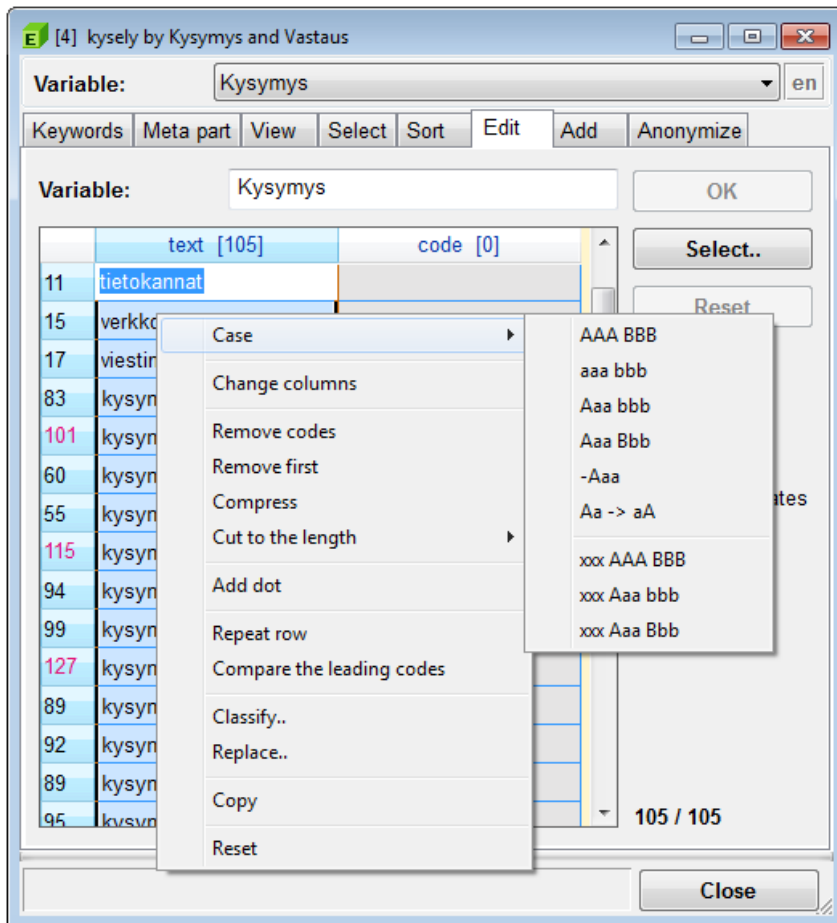 [4] kysely by Kysymys and Vastaus
Variable: Kysymys en
Keywords Meta part View Select Sort Edit Add Anonymize
Variable: Kysymys OK
text [105] code [0] Select..
11 tietokannat
Reset
15
17
83
101
60
55
115
94
99
127
89
92
89
95
Case
Change columns
Remove codes
Remove first
Compress
Cut to the length
Add dot
Repeat row
Compare the leading codes
Classify..
Replace..
Copy
Reset
AAA BBB
aaa bbb
Aaa bbb
Aaa Bbb
-Aaa
Aa -> aA
xxx AAA BBB
xxx Aaa bbb
xxx Aaa Bbb
105 / 105
Close